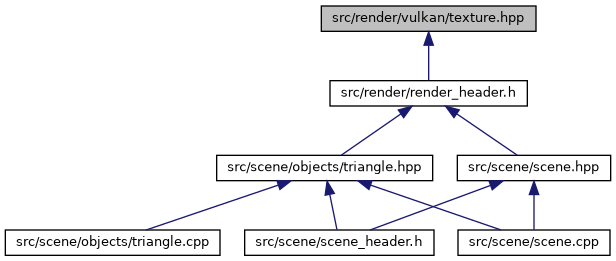 src/render/vulkan/texture.hpp
src/render/render_header.h
src/scene/objects/triangle.hpp
src/scene/scene.hpp
src/scene/objects/triangle.cpp
src/scene/scene_header.h
src/scene/scene.cpp